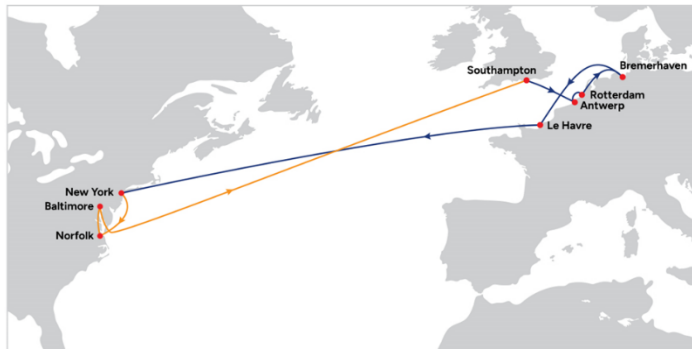 Southampton
Bremerhaven
Rotterdam
Antwerp
Le Havre
New York
Baltimore
Norfolk